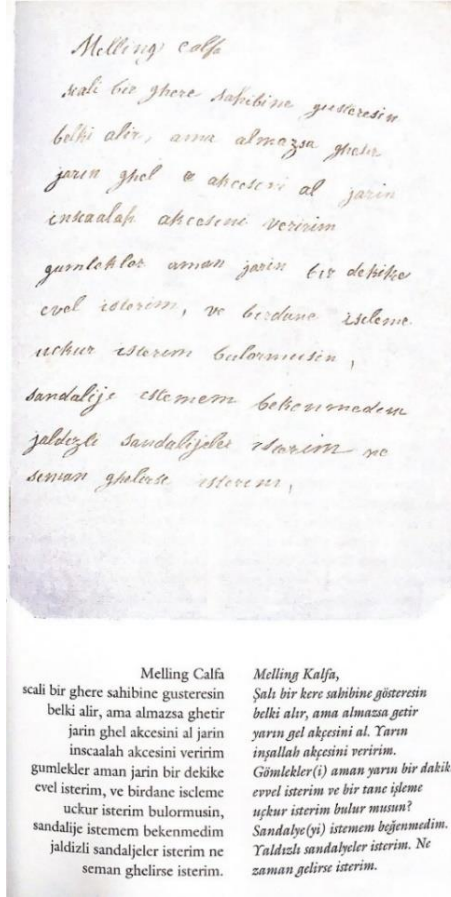 Melling Calfa
scali bir ghere sahibine gusteresin
belki alir, ama almazsa ghetir
jarin ghel e akcesini al jarin
inscaalah akcesini veririm
gumlekler aman jarin bir dekike
evel isterim, ve birdane iscleme
uckur isterim bulormusin,
sandalije istemem bekenmedem
jaldizli sandalijeler isterim ne
seman ghelirse isterim,
Melling Calfa
scali bir ghere sahibine gusteresin
belki alir, ama almazsa ghetir
jarin ghel akcesini al jarin
inscaalah akcesini veririm
gumlekler aman jarin bir dekike
evel isterim, ve birdane iscleme
uckur isterim bulormusin,
sandalije istemem bekenmedim
jaldizli sandaljeler isterim ne
seman ghelirse isterim.
Melling Kalfa,
Şalı bir kere sahibine gösteresin
belki alır, ama almazsa getir
yarın gel akçesini al. Yarın
inşallah akçesini veririm.
Gömlekler(i) aman yarın bir dakik
evvel isterim ve bir tane işleme
uçkur isterim bulur musun?
Sandalye(yi) istemem beğenmedim.
Yaldızlı sandalyeler isterim. Ne
zaman gelirse isterim.